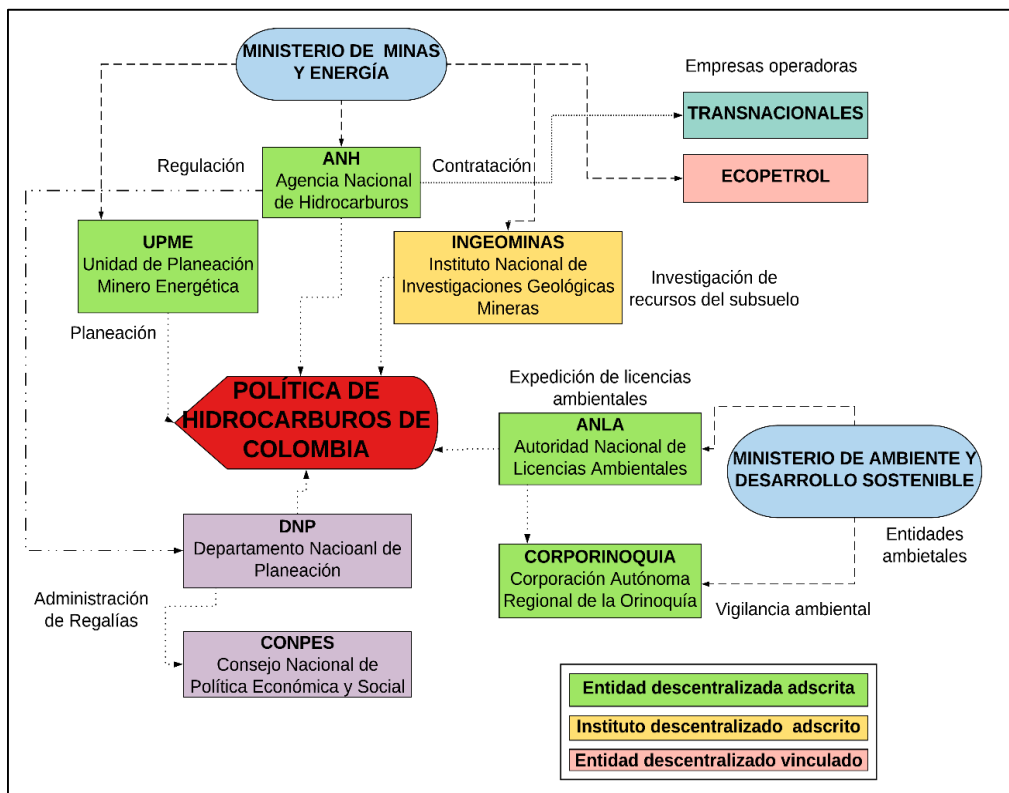 MINISTERIO DE MINAS
Y ENERGÍA
Empresas operadoras
TRANSNACIONALES
ECOPETROL
Regulación
ANH
Agencia Nacional
de Hidrocarburos
Contratación
UPME
Unidad de Planeación
Minero Energética
INGEOMINAS
Instituto Nacional de
Investigaciones Geológicas
Mineras
Investigación de
recursos del subsuelo
Planeación
POLÍTICA DE
HIDROCARBUROS DE
COLOMBIA
Expedición de licencias
ambientales
ANLA
Autoridad Nacional de
Licencias Ambientales
MINISTERIO DE AMBIENTE Y
DESARROLLO SOSTENIBLE
DNP
Departamento Nacioanl de
Planeación
CORPORINOQUIA
Corporación Autónoma
Regional de la Orinoquía
Entidades
ambietales
Vigilancia ambiental
Administración
de Regalías
CONPES
Consejo Nacional de
Política Económica y Social
Entidad descentralizada adscrita
Instituto descentralizado adscrito
Entidad descentralizado vinculado